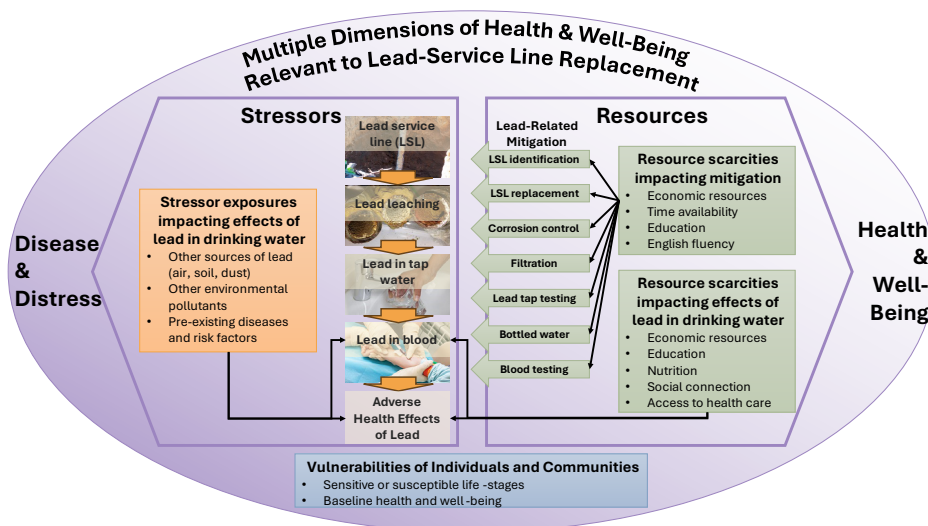 Multiple Dimensions of Health & Well-Being
Relevant to Lead-Service Line Replacement
Stressors
Resources
Disease
&
Distress
Health
&
Well-
Being
Stressor exposures
impacting effects of
lead in drinking water
• Other sources of lead
(air, soil, dust)
• Other environmental
pollutants
• Pre-existing diseases
and risk factors
Lead service
line (LSL)
Lead leaching
Lead in tap
water
Lead in blood
Adverse
Health Effects
of Lead
Lead-Related
Mitigation
LSL identification
LSL replacement
Corrosion control
Filtration
Lead tap testing
Bottled water
Blood testing
Resource scarcities
impacting mitigation
• Economic resources
• Time availability
• Education
• English fluency
Resource scarcities
impacting effects of
lead in drinking water
• Economic resources
• Education
• Nutrition
• Social connection
• Access to health care
Vulnerabilities of Individuals and Communities
• Sensitive or susceptible life -stages
• Baseline health and well -being